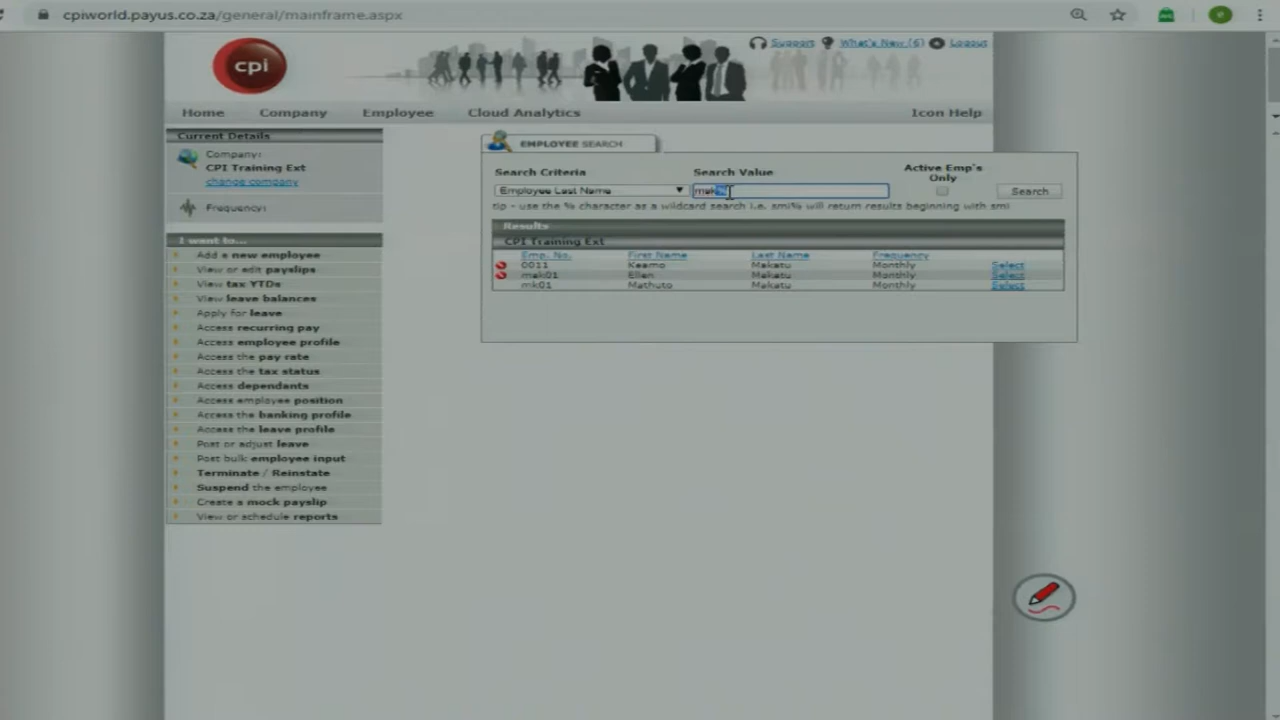 cpiworld.payus.co.za/general/mainframe.aspx
Support What's New (6) Logout
cpi
Home Company Employee Cloud Analytics Icon Help
Current Details
Company:
CPI Training Ext
change company
Frequency:
I want to...
Add a new employee
View or edit payslips
View tax YTDs
View leave balances
Apply for leave
Access recurring pay
Access employee profile
Access the pay rate
Access the tax status
Access dependants
Access employee position
Access the banking profile
Access the leave profile
Post or adjust leave
Post bulk employee input
Terminate / Reinstate
Suspend the employee
Create a mock payslip
View or schedule reports
EMPLOYEE SEARCH
Search Criteria Search Value Active Emp's Only
Employee Last Name mak% Search
tip - use the % character as a wildcard search i.e. smi% will return results beginning with smi
Results
CPI Training Ext
Emp. No. First Name Last Name Frequency
0011 Keamo Makatu Monthly Select
mak01 Ellen Makatu Monthly Select
mk01 Mathuto Makatu Monthly Select